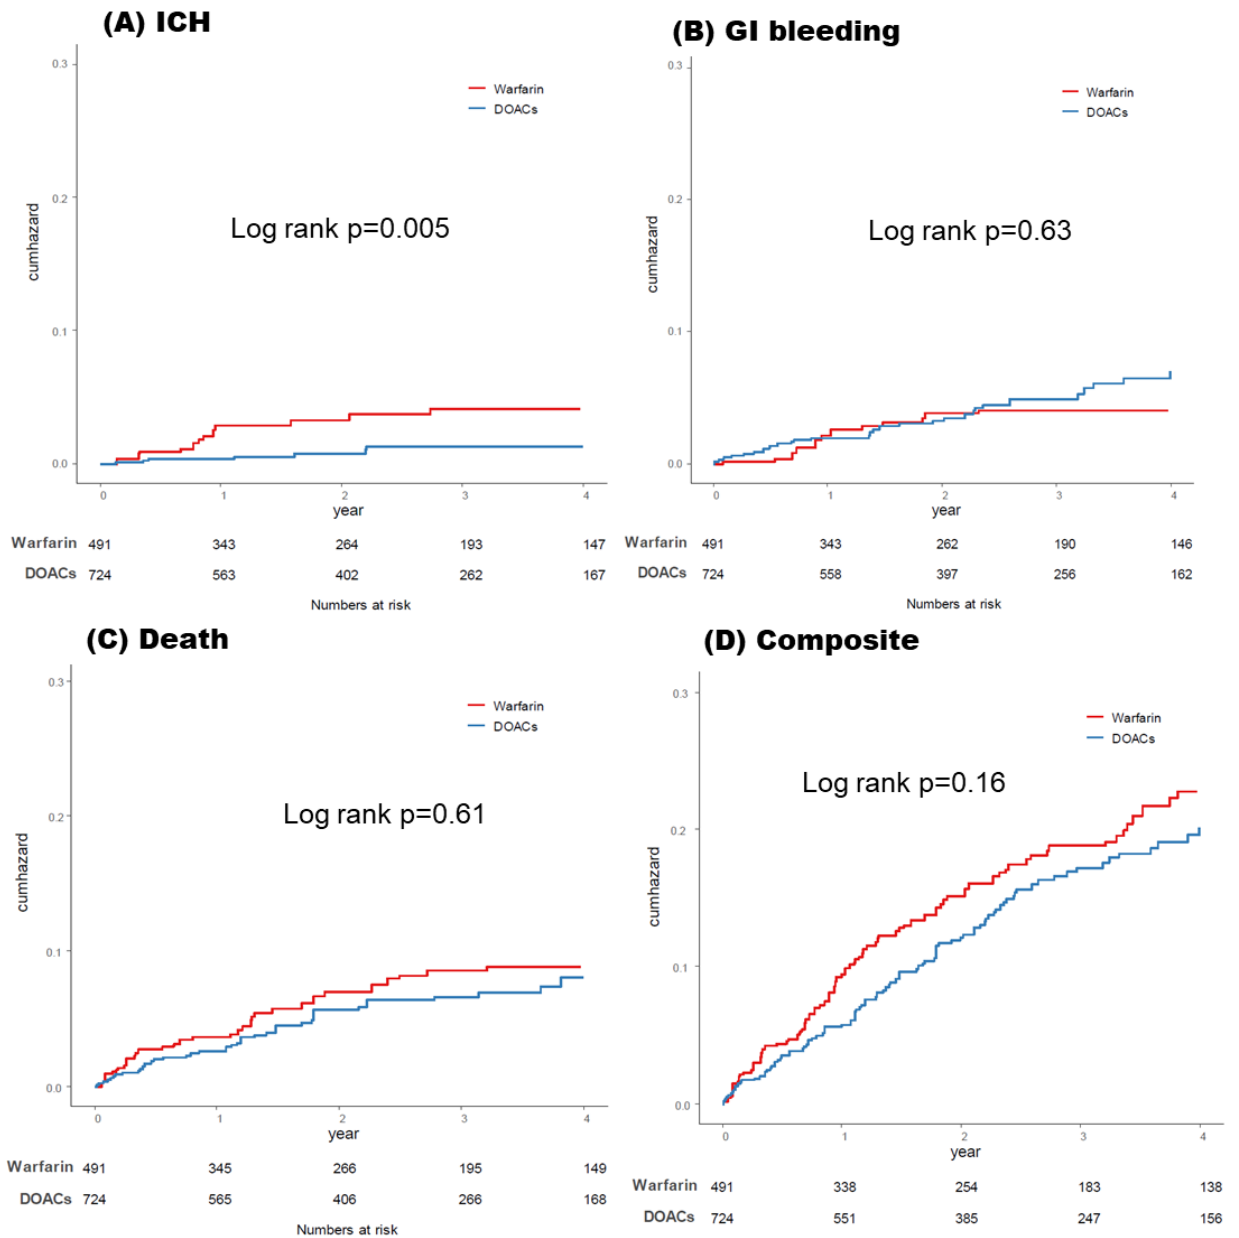 (A) ICH
0.3
Warfarin
DOACs
0.2
Log rank p=0.005
cumhazard
0.1
0.0
0 1 2 3 4
year
Warfarin 491 343 264 193 147
DOACs 724 563 402 262 167
Numbers at risk
(B) GI bleeding
0.3
Warfarin
DOACs
0.2
Log rank p=0.63
cumhazard
0.1
0.0
0 1 2 3 4
year
Warfarin 491 343 262 190 146
DOACs 724 558 397 256 162
Numbers at risk
(C) Death
0.3
Warfarin
DOACs
0.2
Log rank p=0.61
cumhazard
0.1
0.0
0 1 2 3 4
year
Warfarin 491 345 266 195 149
DOACs 724 565 406 266 168
Numbers at risk
(D) Composite
0.3
Warfarin
DOACs
Log rank p=0.16
0.2
cumhazard
0.1
0.0
0 1 2 3 4
year
Warfarin 491 338 254 183 138
DOACs 724 551 385 247 156